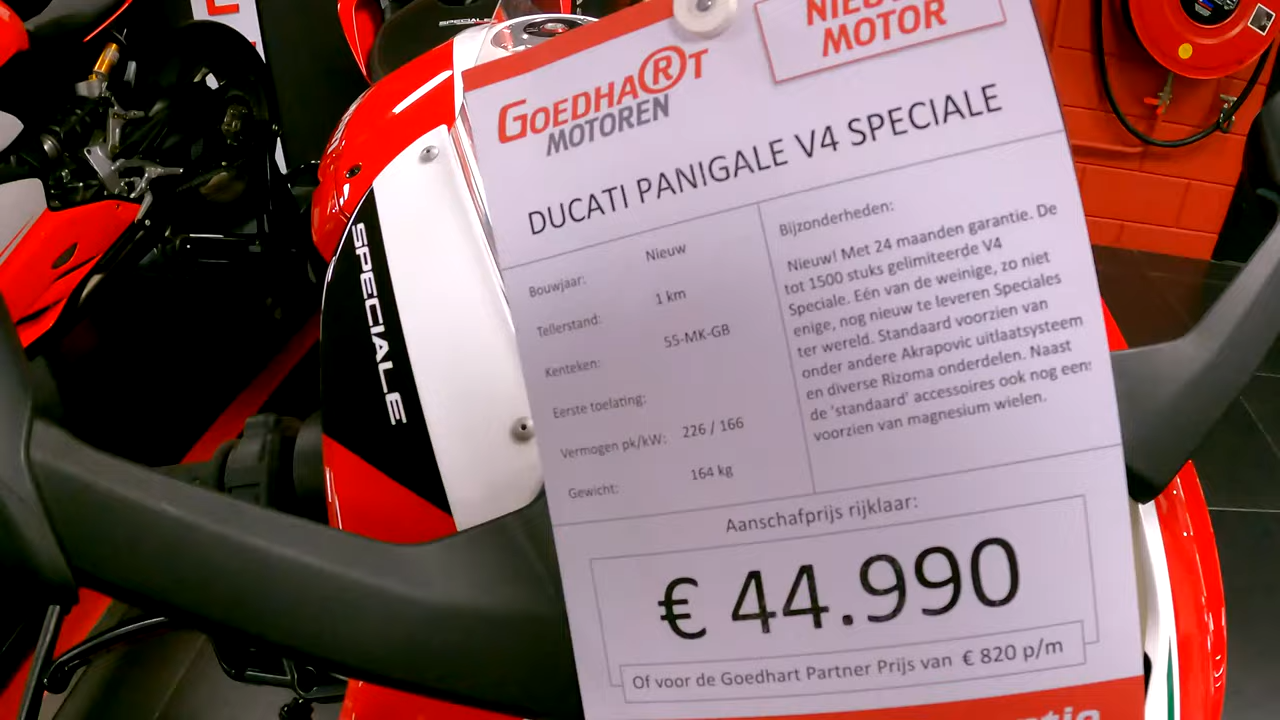 SPECIALE
GOEDHART
MOTOREN
MOTOR
DUCATI PANIGALE V4 SPECIALE
Bouwjaar: Nieuw
Tellerstand: 1 km
Kenteken: 55-MK-GB
Eerste toelating:
Vermogen pk/kW: 226 / 166
Gewicht: 164 kg
Bijzonderheden:
Nieuw! Met 24 maanden garantie. De
tot 1500 stuks gelimiteerde V4
Speciale. Eén van de weinige, zo niet
enige, nog nieuw te leveren Speciales
ter wereld. Standaard voorzien van
onder andere Akrapovic uitlaatsysteem
en diverse Rizoma onderdelen. Naast
de 'standaard' accessoires ook nog eens
voorzien van magnesium wielen.
Aanschafprijs rijklaar:
€ 44.990
Of voor de Goedhart Partner Prijs van € 820 p/m
SPECIALE